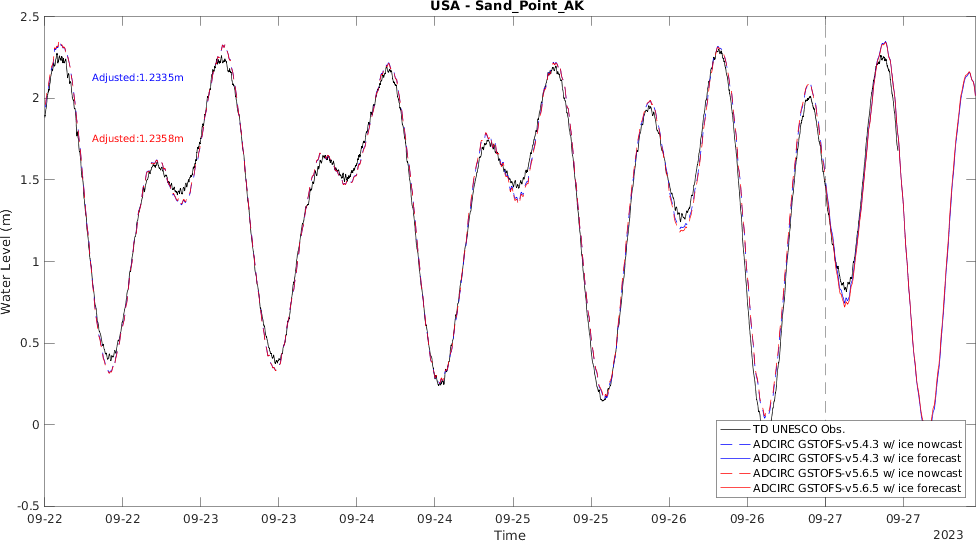 USA - Sand_Point_AK
2.5
Adjusted:1.2335m
2
Adjusted:1.2358m
1.5
Water Level (m)
1
0.5
0
-0.5
TD UNESCO Obs.
ADCIRC GSTOFS-v5.4.3 w/ ice nowcast
ADCIRC GSTOFS-v5.4.3 w/ ice forecast
ADCIRC GSTOFS-v5.6.5 w/ ice nowcast
ADCIRC GSTOFS-v5.6.5 w/ ice forecast
09-22 09-22 09-23 09-23 09-24 09-24 09-25 09-25 09-26 09-26 09-27 09-27
Time
2023